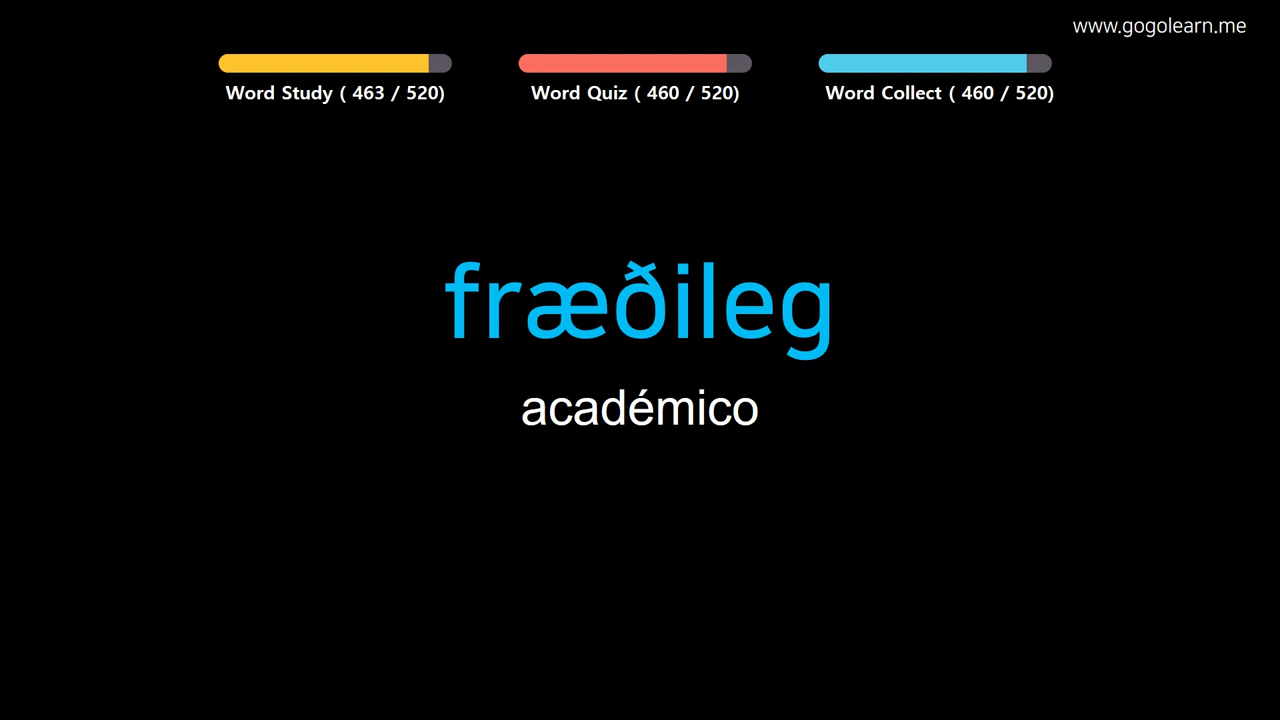 www.gogolearn.me
Word Study ( 463 / 520)
Word Quiz ( 460 / 520)
Word Collect ( 460 / 520)
fræðileg
académico